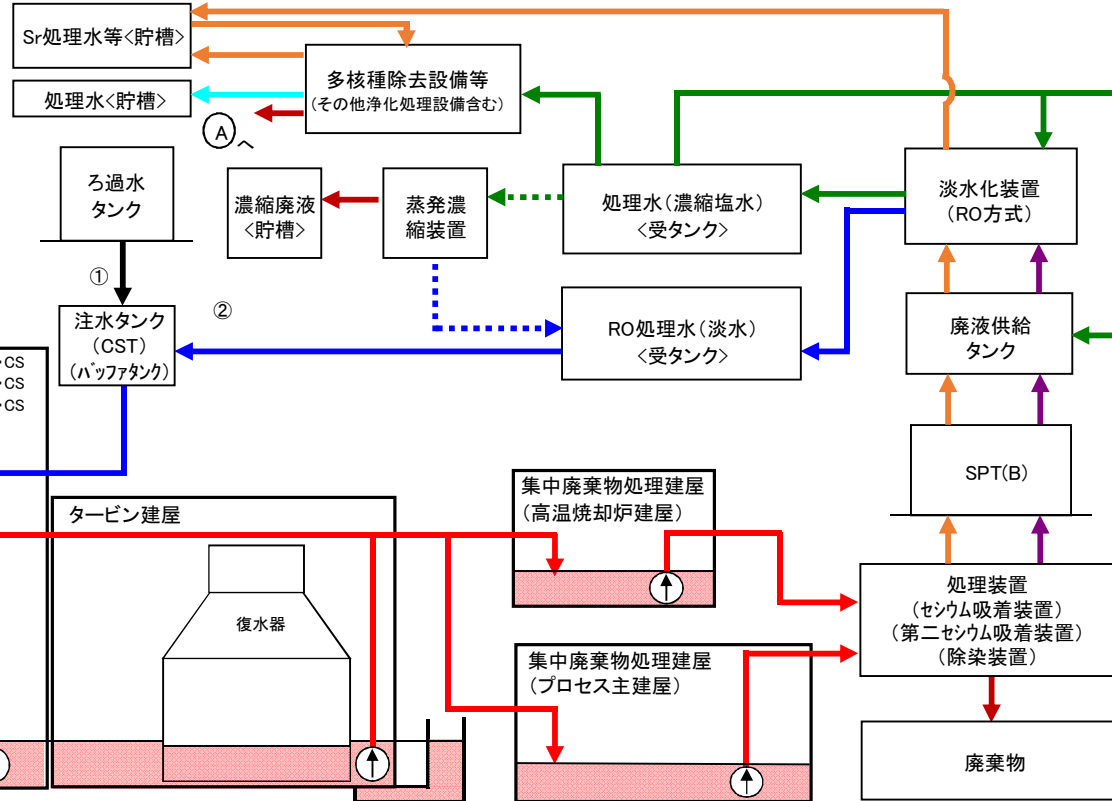 Sr処理水等<貯槽>
処理水<貯槽>
多核種除去設備等
(その他浄化処理設備含む)
A
へ
ろ過水
タンク
濃縮廃液
<貯槽>
蒸発濃
縮装置
処理水(濃縮塩水)
<受タンク>
淡水化装置
(RO方式)
①
②
注水タンク
(CST)
(バッファタンク)
RO処理水(淡水)
<受タンク>
廃液供給
タンク
・CS
・CS
・CS
SPT(B)
タービン建屋
復水器
集中廃棄物処理建屋
(高温焼却炉建屋)
集中廃棄物処理建屋
(プロセス主建屋)
処理装置
(セシウム吸着装置)
(第二セシウム吸着装置)
(除染装置)
廃棄物